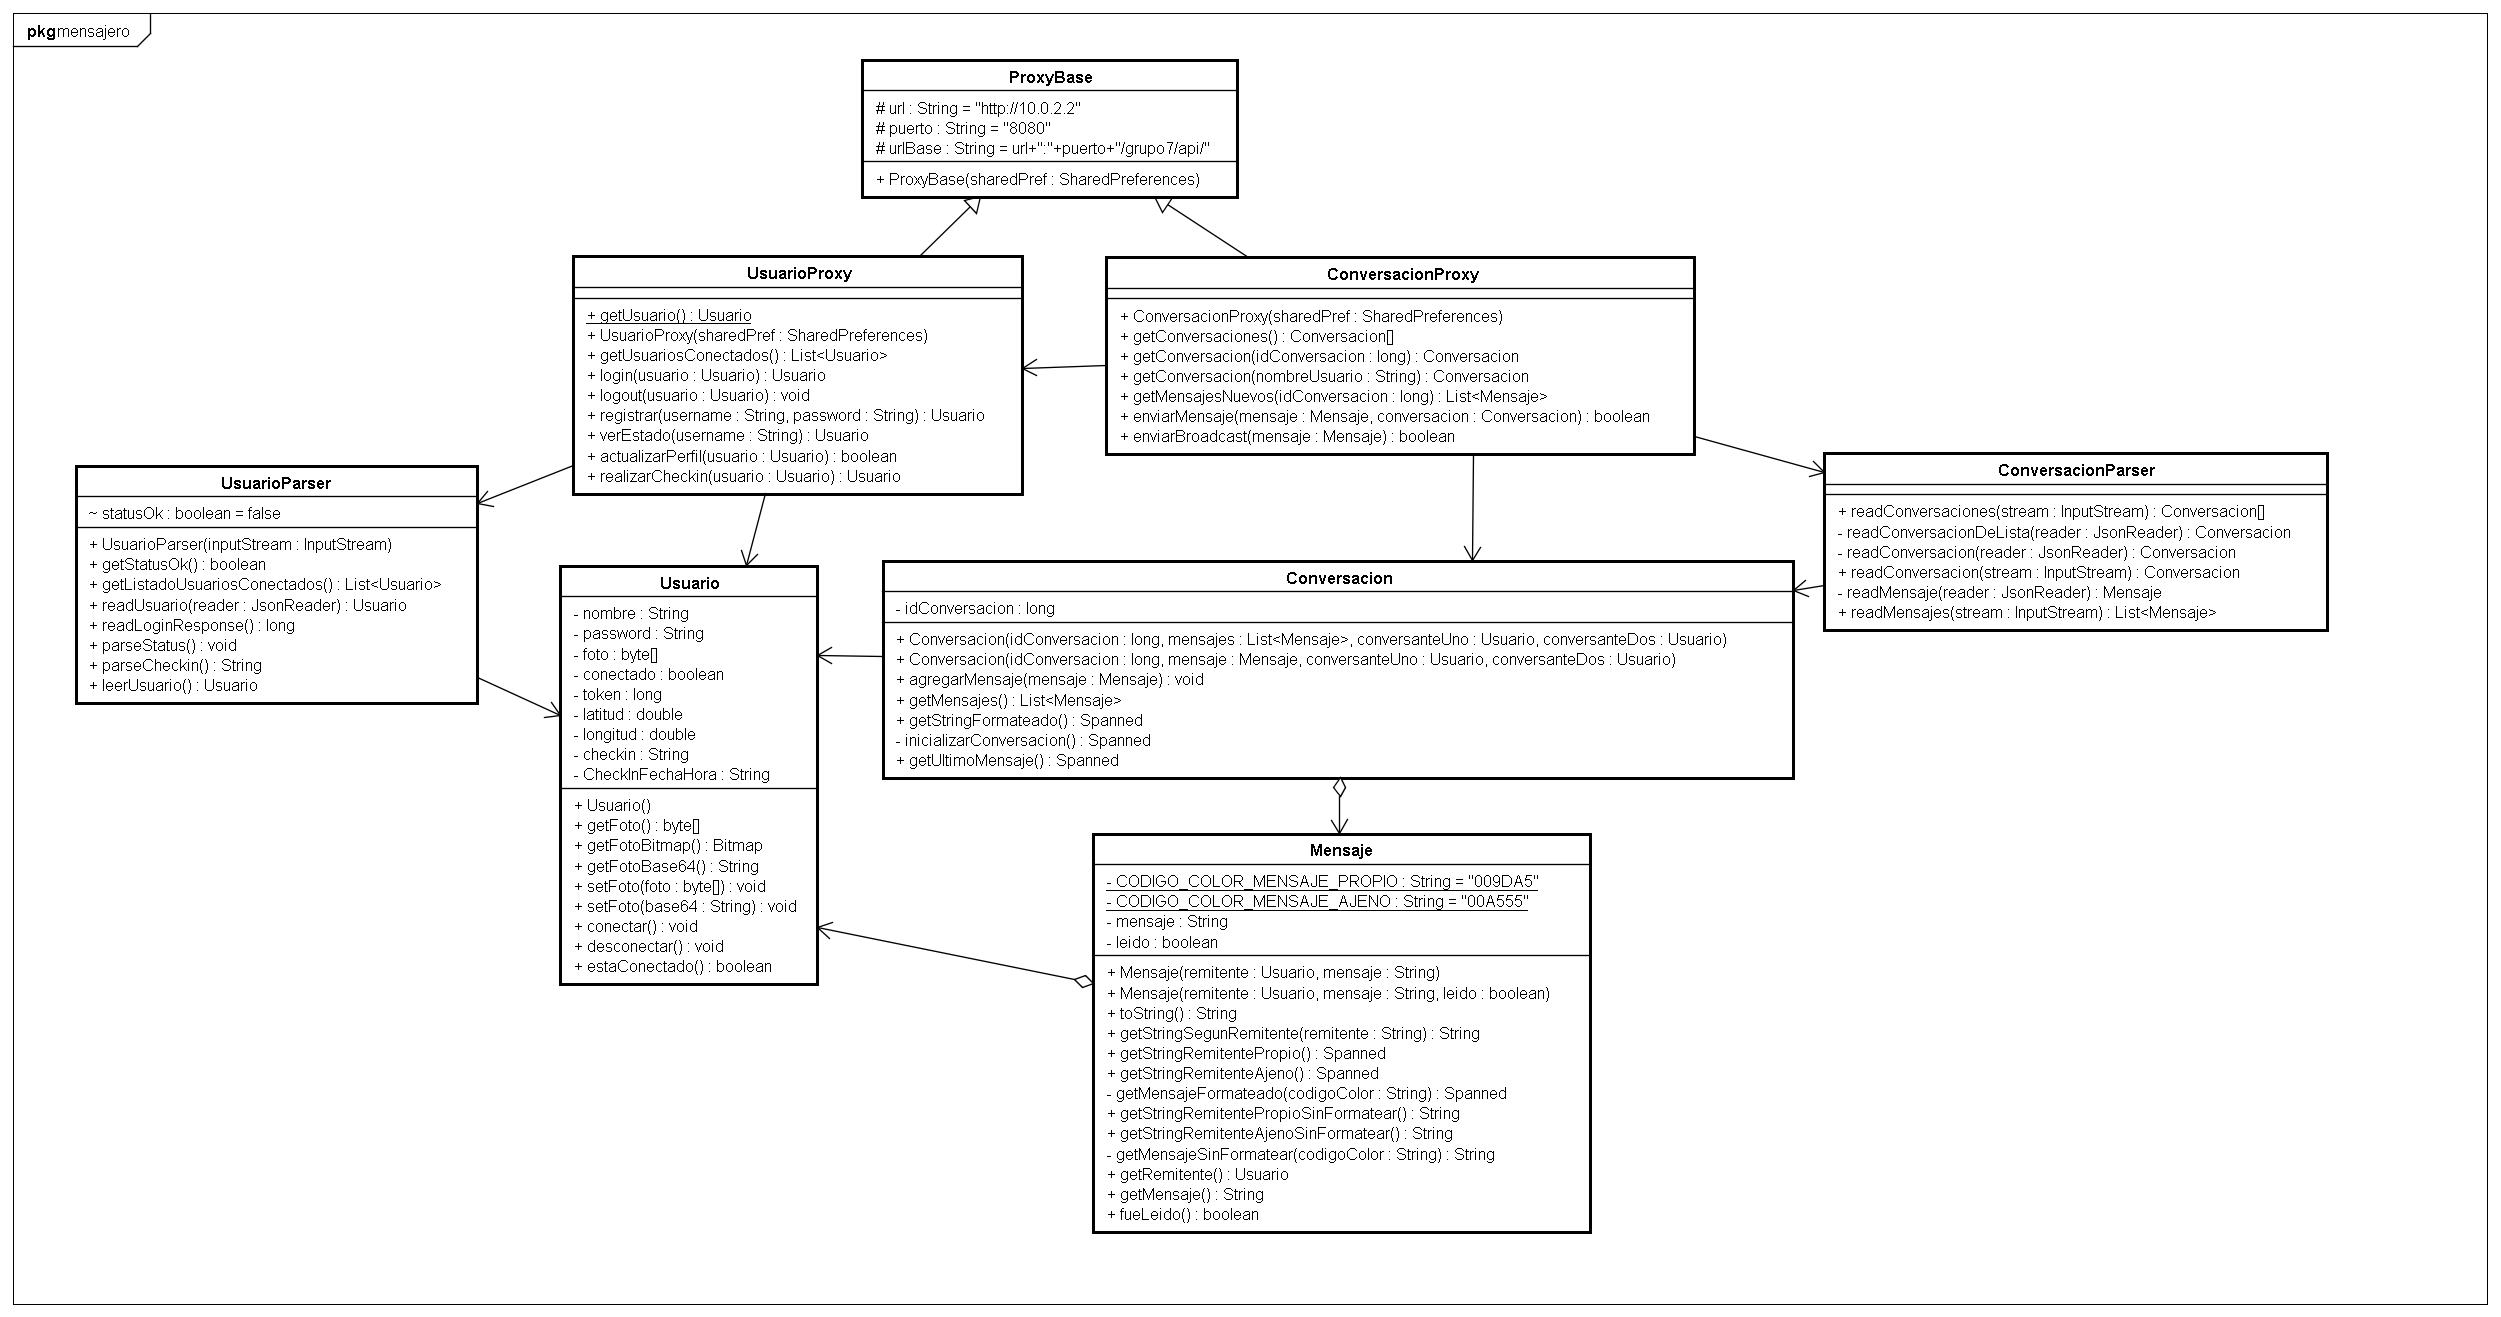 pkg mensajero
ProxyBase
# url : String = "http://10.0.2.2"
# puerto : String = "8080"
# urlBase : String = url+":"+puerto+"/grupo7/api/"
+ ProxyBase(sharedPref : SharedPreferences)
UsuarioProxy
+ getUsuario() : Usuario
+ UsuarioProxy(sharedPref : SharedPreferences)
+ getUsuariosConectados() : List<Usuario>
+ login(usuario : Usuario) : Usuario
+ logout(usuario : Usuario) : void
+ registrar(username : String, password : String) : Usuario
+ verEstado(username : String) : Usuario
+ actualizarPerfil(usuario : Usuario) : boolean
+ realizarCheckin(usuario : Usuario) : Usuario
ConversacionProxy
+ ConversacionProxy(sharedPref : SharedPreferences)
+ getConversaciones() : Conversacion[]
+ getConversacion(idConversacion : long) : Conversacion
+ getConversacion(nombreUsuario : String) : Conversacion
+ getMensajesNuevos(idConversacion : long) : List<Mensaje>
+ enviarMensaje(mensaje : Mensaje, conversacion : Conversacion) : boolean
+ enviarBroadcast(mensaje : Mensaje) : boolean
UsuarioParser
~ statusOk : boolean = false
+ UsuarioParser(inputStream : InputStream)
+ getStatusOk() : boolean
+ getListadoUsuariosConectados() : List<Usuario>
+ readUsuario(reader : JsonReader) : Usuario
+ readLoginResponse() : long
+ parseStatus() : void
+ parseCheckin() : String
+ leerUsuario() : Usuario
ConversacionParser
+ readConversaciones(stream : InputStream) : Conversacion[]
- readConversacionDeLista(reader : JsonReader) : Conversacion
- readConversacion(reader : JsonReader) : Conversacion
+ readConversacion(stream : InputStream) : Conversacion
- readMensaje(reader : JsonReader) : Mensaje
+ readMensajes(stream : InputStream) : List<Mensaje>
Usuario
- nombre : String
- password : String
- foto : byte[]
- conectado : boolean
- token : long
- latitud : double
- longitud : double
- checkin : String
- CheckInFechaHora : String
+ Usuario()
+ getFoto() : byte[]
+ getFotoBitmap() : Bitmap
+ getFotoBase64() : String
+ setFoto(foto : byte[]) : void
+ setFoto(base64 : String) : void
+ conectar() : void
+ desconectar() : void
+ estaConectado() : boolean
Conversacion
- idConversacion : long
+ Conversacion(idConversacion : long, mensajes : List<Mensaje>, conversanteUno : Usuario, conversanteDos : Usuario)
+ Conversacion(idConversacion : long, mensaje : Mensaje, conversanteUno : Usuario, conversanteDos : Usuario)
+ agregarMensaje(mensaje : Mensaje) : void
+ getMensajes() : List<Mensaje>
+ getStringFormateado() : Spanned
- inicializarConversacion() : Spanned
+ getUltimoMensaje() : Spanned
Mensaje
- CODIGO_COLOR_MENSAJE_PROPIO : String = "009DA5"
- CODIGO_COLOR_MENSAJE_AJENO : String = "00A555"
- mensaje : String
- leido : boolean
+ Mensaje(remitente : Usuario, mensaje : String)
+ Mensaje(remitente : Usuario, mensaje : String, leido : boolean)
+ toString() : String
+ getStringSegunRemitente(remitente : String) : String
+ getStringRemitentePropio() : Spanned
+ getStringRemitenteAjeno() : Spanned
- getMensajeFormateado(codigoColor : String) : Spanned
+ getStringRemitentePropioSinFormatear() : String
+ getStringRemitenteAjenoSinFormatear() : String
- getMensajeSinFormatear(codigoColor : String) : String
+ getRemitente() : Usuario
+ getMensaje() : String
+ fueLeido() : boolean